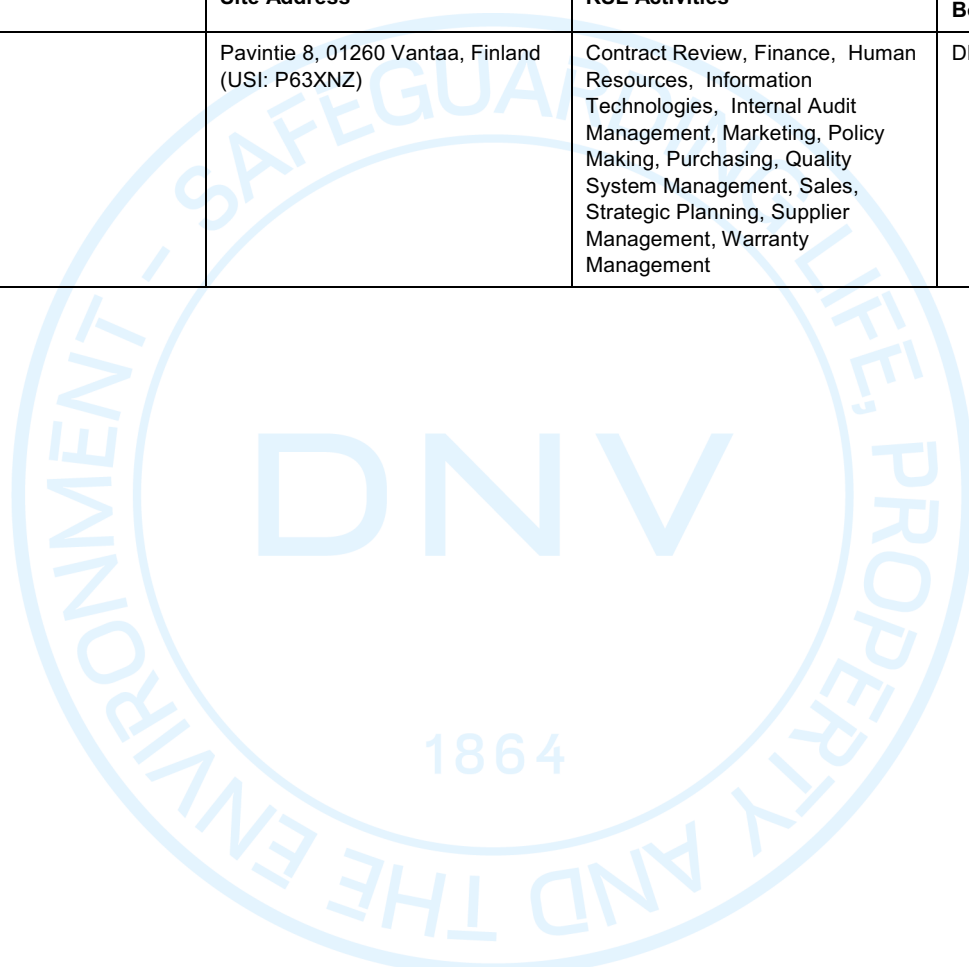 Site Address
RSL Activities
Pavintie 8, 01260 Vantaa, Finland
(USI: P63XNZ)
Contract Review, Finance, Human
Resources, Information
Technologies, Internal Audit
Management, Marketing, Policy
Making, Purchasing, Quality
System Management, Sales,
Strategic Planning, Supplier
Management, Warranty
Management
SAFEGUARDING LIFE, PROPERTY AND THE ENVIRONMENT -
DNV
1864